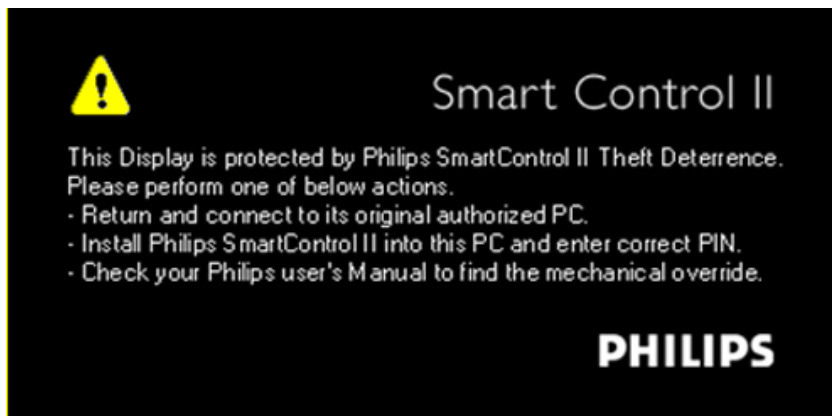 Smart Control II
This Display is protected by Philips SmartControl II Theft Deterrence.
Please perform one of below actions.
- Return and connect to its original authorized PC.
- Install Philips SmartControl II into this PC and enter correct PIN.
- Check your Philips user's Manual to find the mechanical override.
PHILIPS